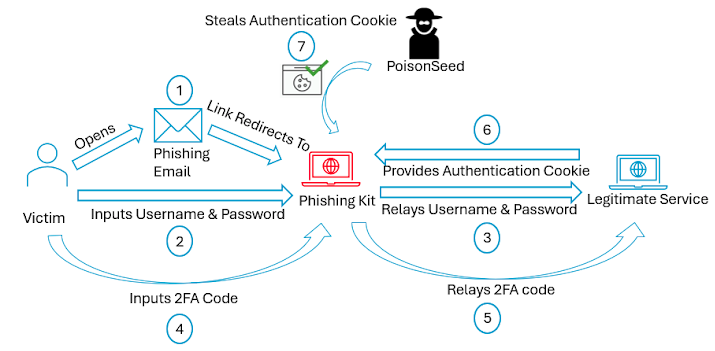 Steals Authentication Cookie
7
PoisonSeed
1
Opens
Link Redirects To
Phishing
Email
6
Provides Authentication Cookie
Victim
Inputs Username & Password
2
Phishing Kit
Relays Username & Password
3
Legitimate Service
Inputs 2FA Code
4
Relays 2FA code
5